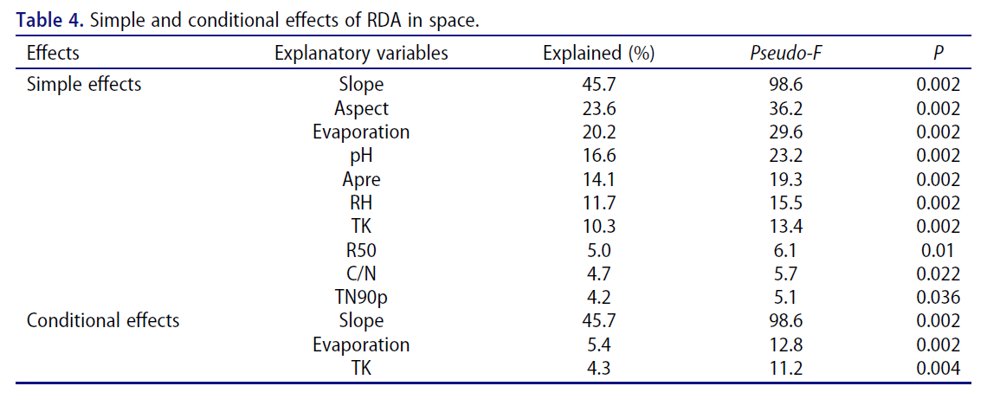 Table 4. Simple and conditional effects of RDA in space.
Effects Explanatory variables Explained (%) Pseudo-F P
Simple effects Slope 45.7 98.6 0.002
Aspect 23.6 36.2 0.002
Evaporation 20.2 29.6 0.002
pH 16.6 23.2 0.002
Apre 14.1 19.3 0.002
RH 11.7 15.5 0.002
TK 10.3 13.4 0.002
R50 5.0 6.1 0.01
C/N 4.7 5.7 0.022
TN90p 4.2 5.1 0.036
Conditional effects Slope 45.7 98.6 0.002
Evaporation 5.4 12.8 0.002
TK 4.3 11.2 0.004